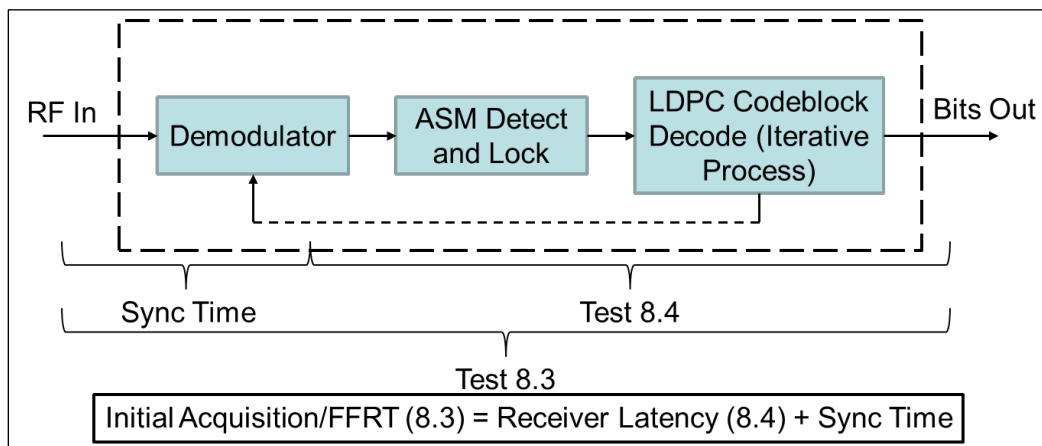 RF In
Demodulator
ASM Detect
and Lock
LDPC Codeblock
Decode (Iterative
Process)
Bits Out
Sync Time
Test 8.4
Test 8.3
Initial Acquisition/FFRT (8.3) = Receiver Latency (8.4) + Sync Time